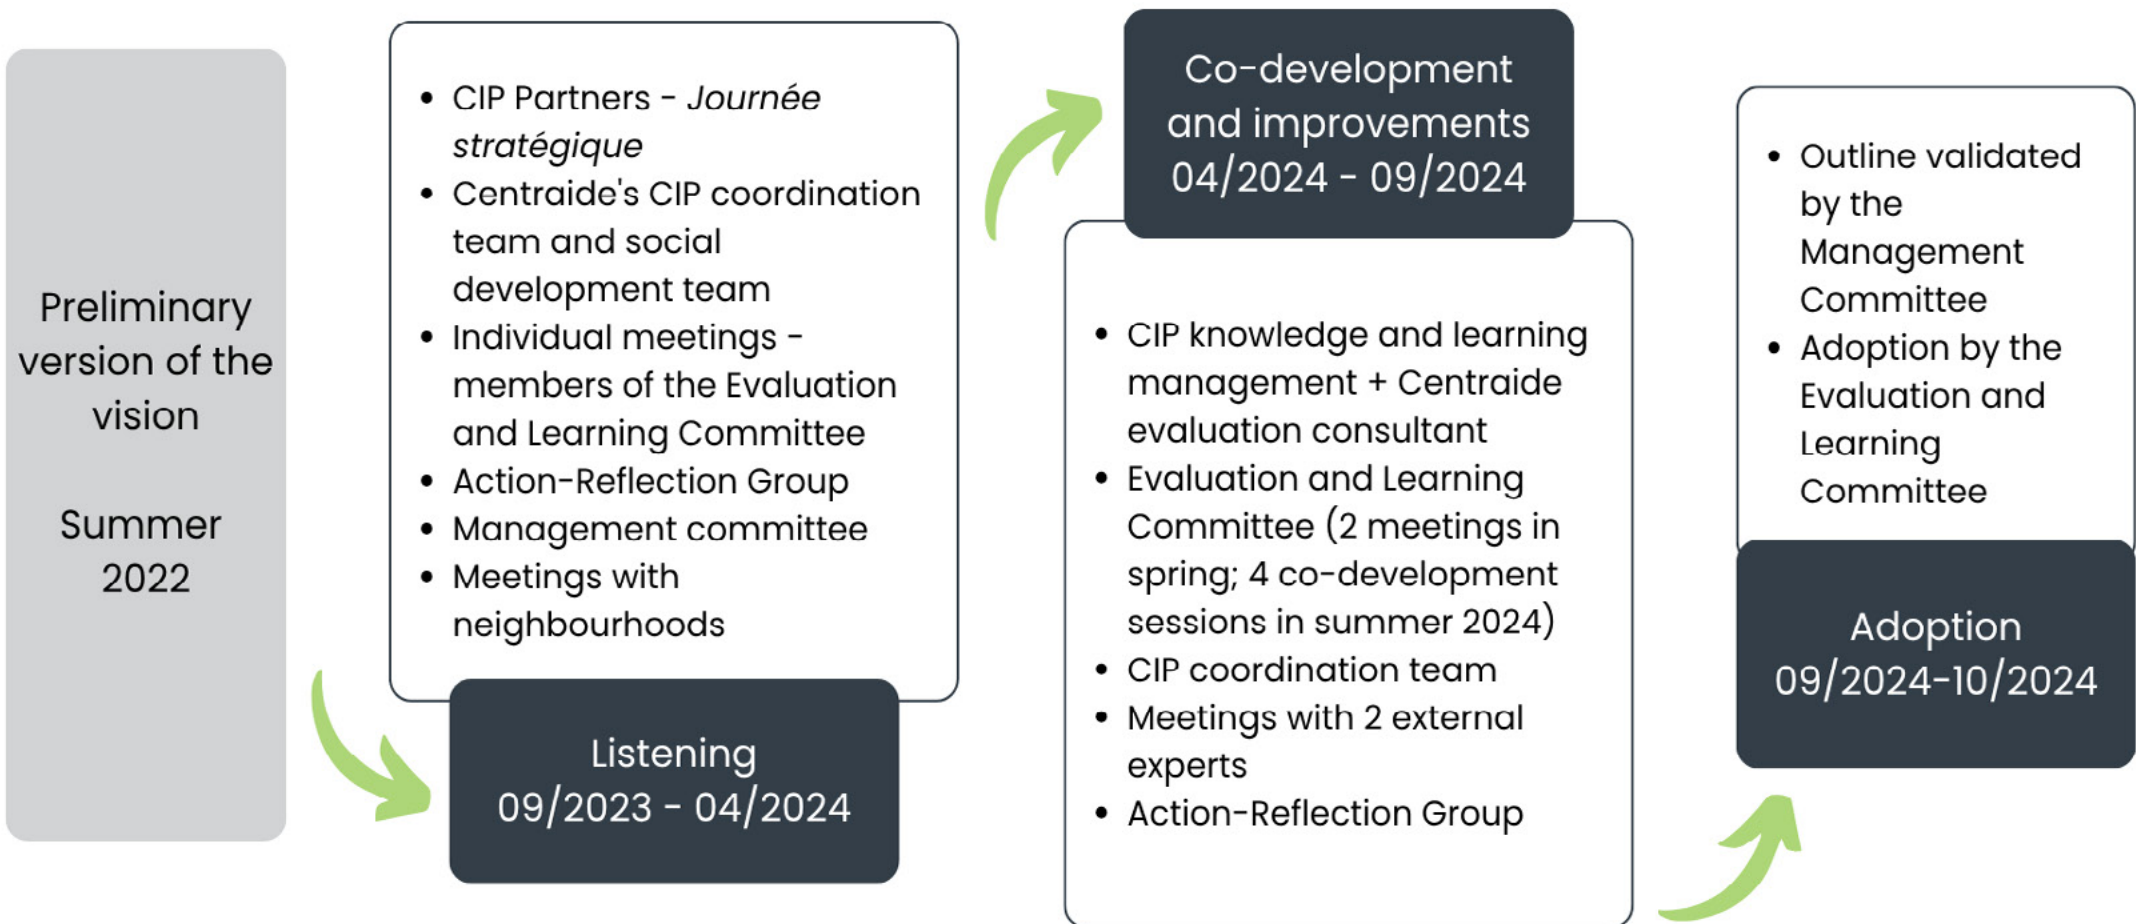 Preliminary
version of the
vision
Summer
2022
• CIP Partners - Journée
stratégique
• Centraide's CIP coordination
team and social
development team
• Individual meetings -
members of the Evaluation
and Learning Committee
• Action-Reflection Group
• Management committee
• Meetings with
neighbourhoods
Listening
09/2023 - 04/2024
Co-development
and improvements
04/2024 - 09/2024
• CIP knowledge and learning
management + Centraide
evaluation consultant
• Evaluation and Learning
Committee (2 meetings in
spring; 4 co-development
sessions in summer 2024)
• CIP coordination team
• Meetings with 2 external
experts
• Action-Reflection Group
• Outline validated
by the
Management
Committee
• Adoption by the
Evaluation and
Learning
Committee
Adoption
09/2024-10/2024